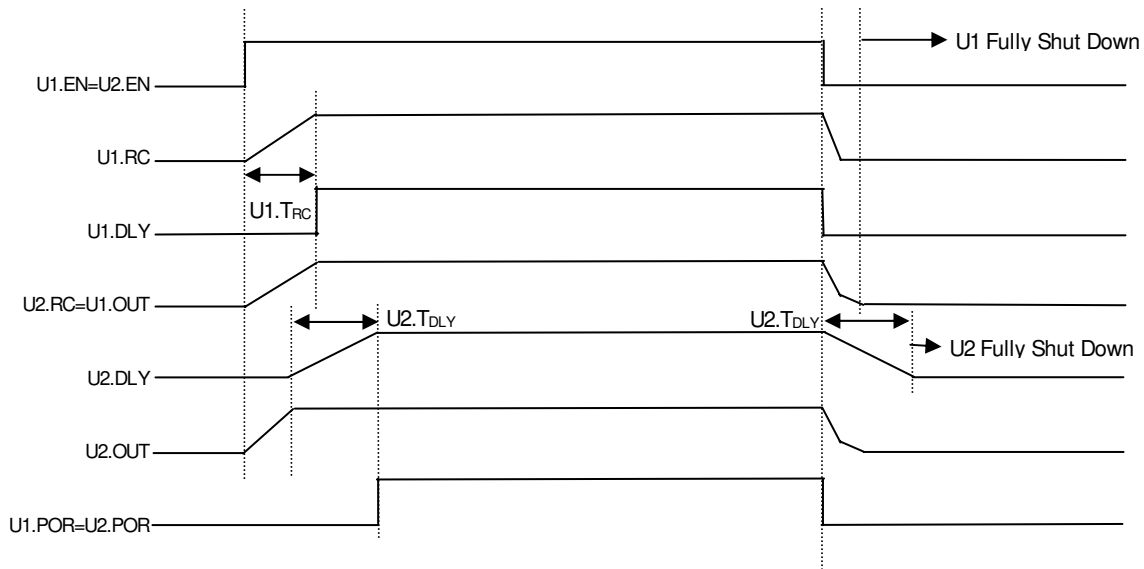 U1 Fully Shut Down
U1.EN=U2.EN
U1.RC
U1.TRC
U1.DLY
U2.RC=U1.OUT
U2.TDLY U2.TDLY
U2 Fully Shut Down
U2.DLY
U2.OUT
U1.POR=U2.POR